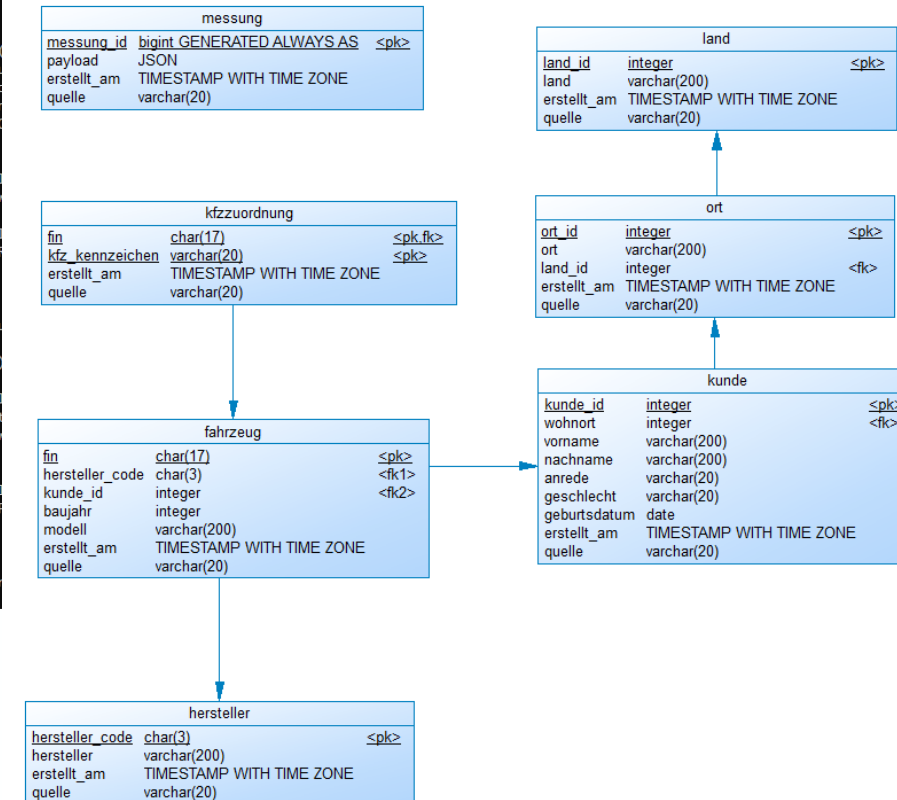 messung
messung_id bigint GENERATED ALWAYS AS <pk>
payload JSON
erstellt_am TIMESTAMP WITH TIME ZONE
quelle varchar(20)
land
land_id integer <pk>
land varchar(200)
erstellt_am TIMESTAMP WITH TIME ZONE
quelle varchar(20)
kfzzuordnung
fin char(17) <pk,fk>
kfz_kennzeichen varchar(20) <pk>
erstellt_am TIMESTAMP WITH TIME ZONE
quelle varchar(20)
ort
ort_id integer <pk>
ort varchar(200)
land_id integer <fk>
erstellt_am TIMESTAMP WITH TIME ZONE
quelle varchar(20)
kunde
kunde_id integer <pk>
wohnort integer <fk>
vorname varchar(200)
nachname varchar(200)
anrede varchar(20)
geschlecht varchar(20)
geburtsdatum date
erstellt_am TIMESTAMP WITH TIME ZONE
quelle varchar(20)
fahrzeug
fin char(17) <pk>
hersteller_code char(3) <fk1>
kunde_id integer <fk2>
baujahr integer
modell varchar(200)
erstellt_am TIMESTAMP WITH TIME ZONE
quelle varchar(20)
hersteller
hersteller_code char(3) <pk>
hersteller varchar(200)
erstellt_am TIMESTAMP WITH TIME ZONE
quelle varchar(20)